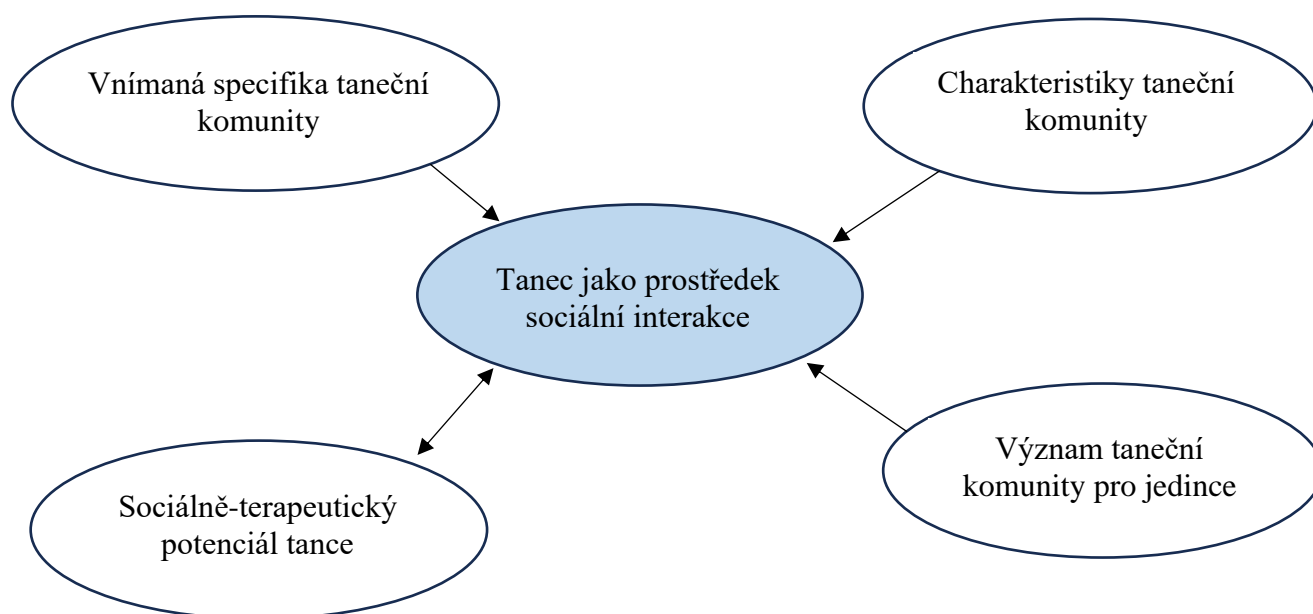 Vnímaná specifika taneční
komunity
Charakteristiky taneční
komunity
Tanec jako prostředek
sociální interakce
Sociálně-terapeutický
potenciál tance
Význam taneční
komunity pro jedince